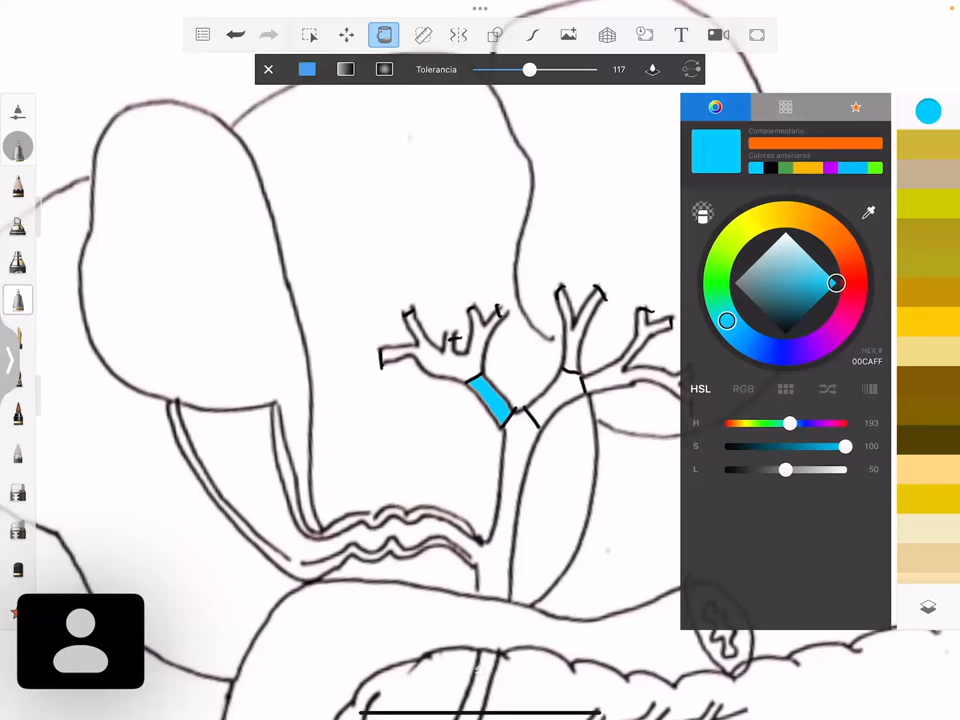 Tolerancia 117
Complementario
Colores anteriores
HEX #
00CAFF
HSL RGB
H 193
S 100
L 50